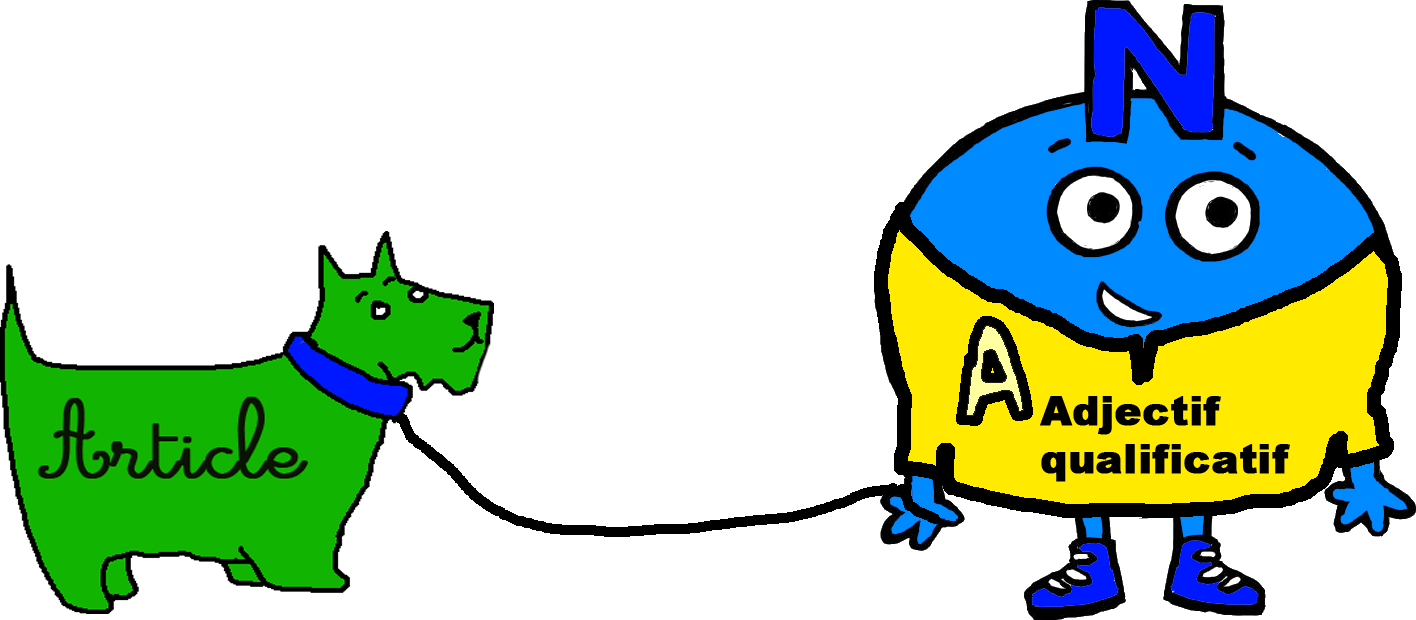 N
Article
A Adjectif
qualificatif